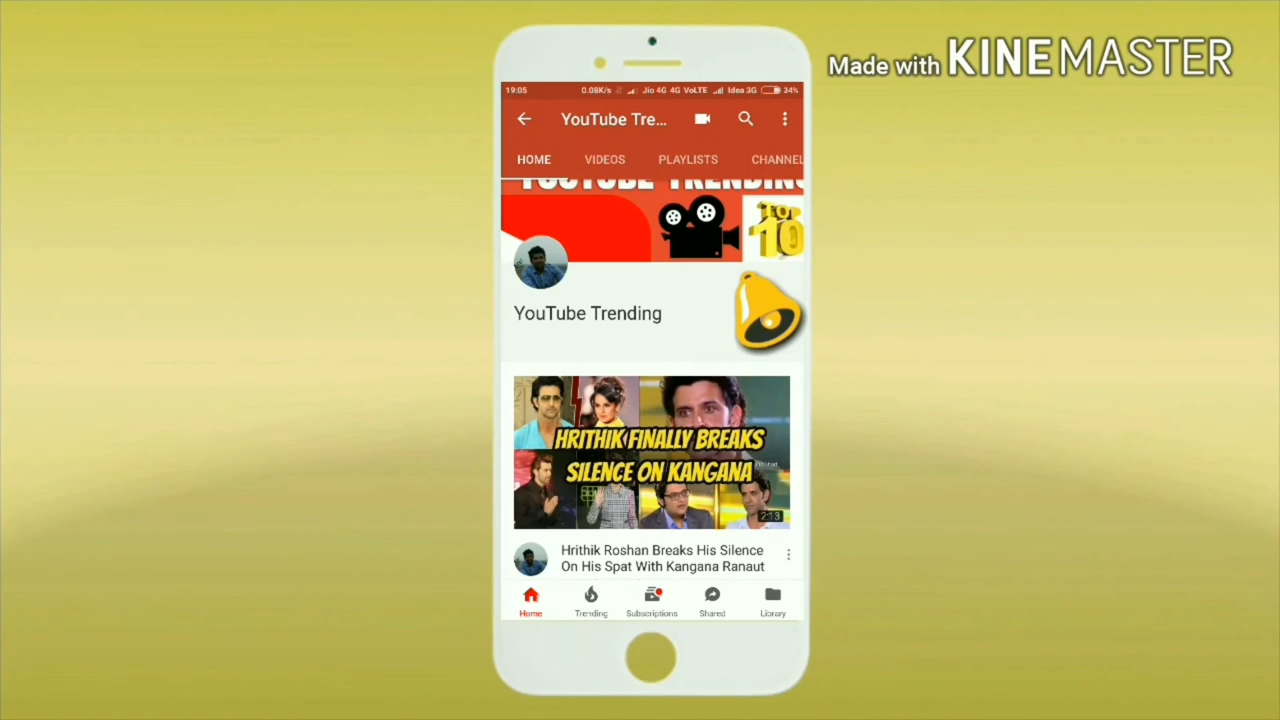 Made with KINEMASTER
19:05 0.08K/s Jio 4G 4G VoLTE Idea 3G 34%
YouTube Tre...
HOME VIDEOS PLAYLISTS CHANNEL
YOUTUBE TRENDING
TOP
10
YouTube Trending
HRITHIK FINALLY BREAKS
SILENCE ON KANGANA
2:13
Hrithik Roshan Breaks His Silence
On His Spat With Kangana Ranaut
Home Trending Subscriptions Shared Library